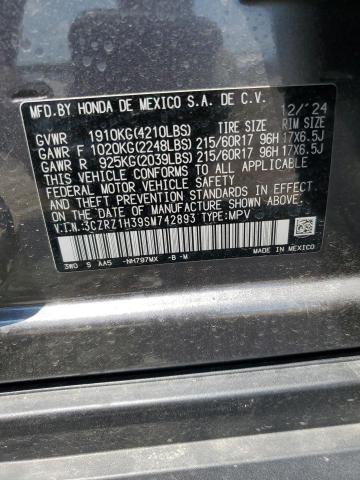 MFD.BY HONDA DE MEXICO S.A. DE C.V. 12/'24
GVWR 1910KG(4210LBS) TIRE SIZE RIM SIZE
GAWR F 1020KG(2248LBS) 215/60R17 96H 17X6.5J
GAWR R 925KG(2039LBS) 215/60R17 96H 17X6.5J
THIS VEHICLE CONFORMS TO ALL APPLICABLE
FEDERAL MOTOR VEHICLE SAFETY, BUMPER,
AND THEFT PREVENTION STANDARDS IN EFFECT
ON THE DATE OF MANUFACTURE SHOWN ABOVE.
V.I.N.:3CZRZ1H39SM742893 TYPE:MPV
3W0 S AA5 -NH797MX -B -M MADE IN MEXICO